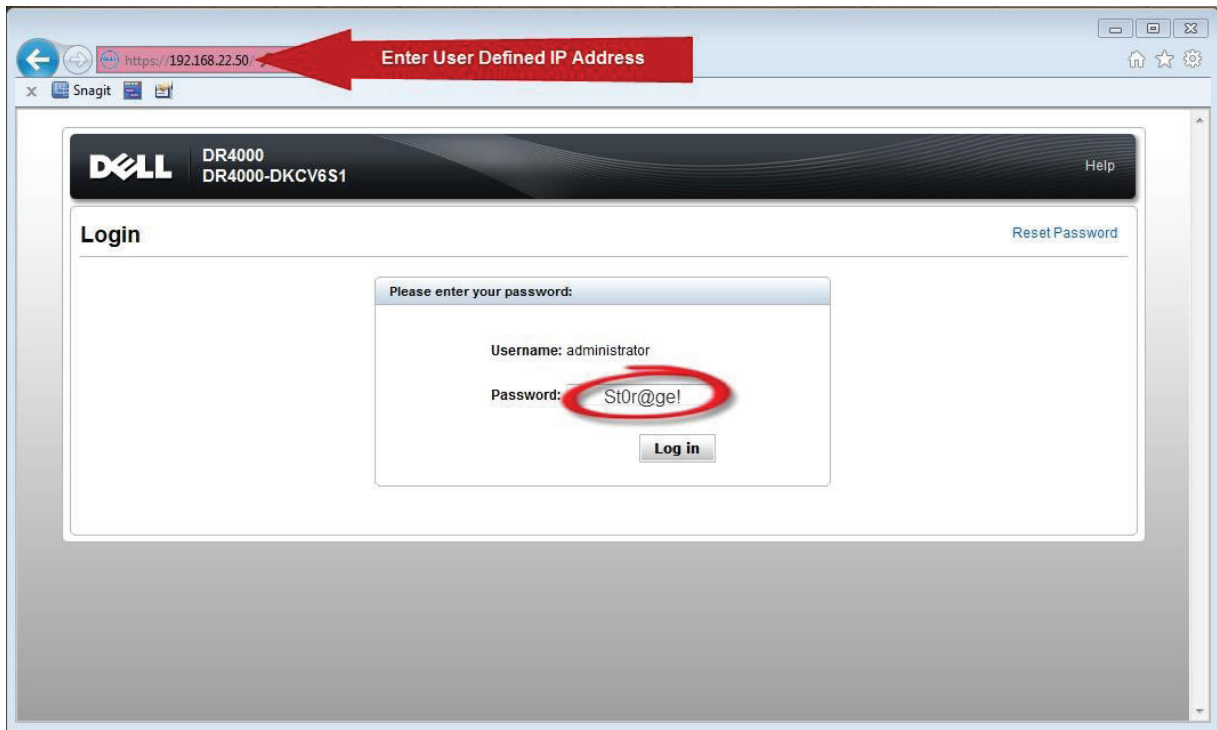 https://192.168.22.50/
Enter User Defined IP Address
Snagit
DELL
DR4000
DR4000-DKCV6S1
Help
Login
Reset Password
Please enter your password:
Username: administrator
Password: St0r@ge!
Log in